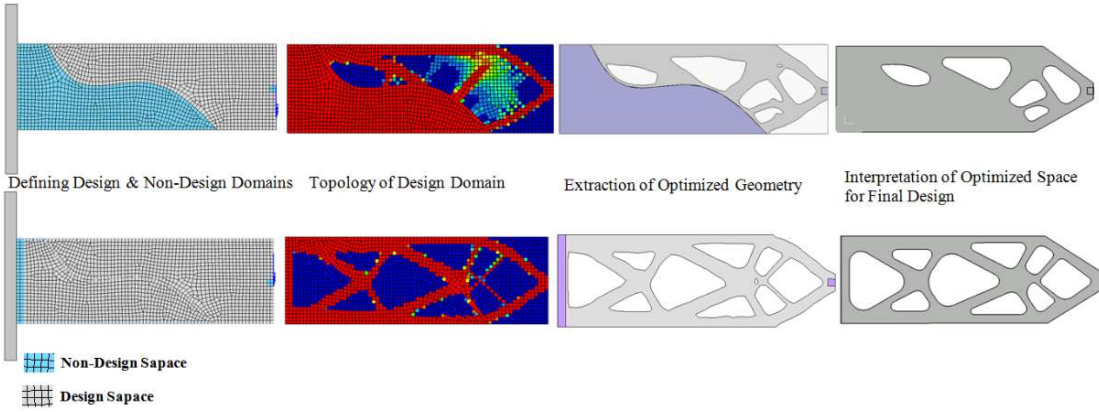 Defining Design & Non-Design Domains
Topology of Design Domain
Extraction of Optimized Geometry
Interpretation of Optimized Space
for Final Design
Non-Design Sapace
Design Sapace